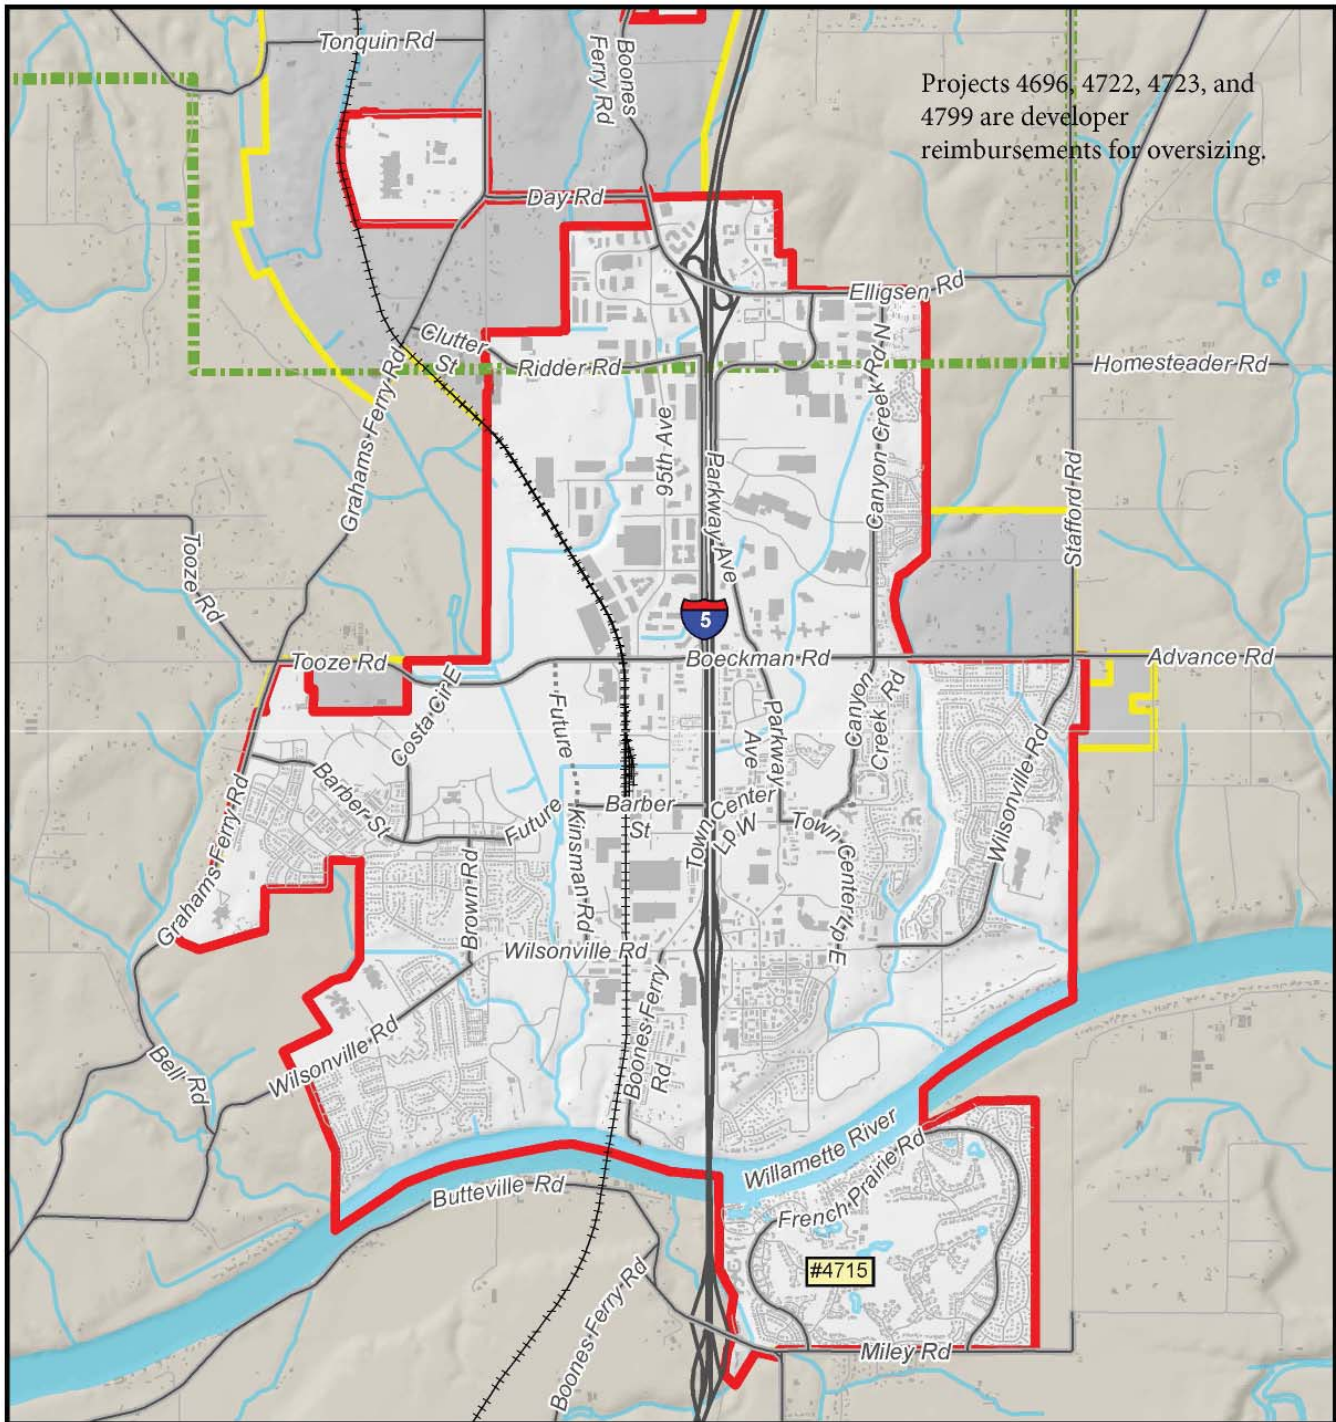 Tonquin Rd
Boones
Ferry Rd
Projects 4696, 4722, 4723, and
4799 are developer
reimbursements for oversizing.
Day Rd
Elligsen Rd
Clutter
St
Ridder Rd
Homesteader Rd
Grahams Ferry Rd
95th Ave
Parkway Ave
Canyon Creek Rd N
Stafford Rd
Tooze Rd
5
Tooze Rd
Boeckman Rd
Advance Rd
Costa Cir E
Future
Canyon
Creek Rd
Parkway
Ave
Barber St
Wilsonville Rd
Grahams Ferry Rd
Future
Kinsman Rd
Barber
St
Town Center
Lp W
Town Center
Lp E
Brown Rd
Wilsonville Rd
Boones Ferry
Rd
Wilsonville Rd
Bell Rd
Willamette River
Butteville Rd
French Prairie Rd
#4715
Boones Ferry Rd
Miley Rd